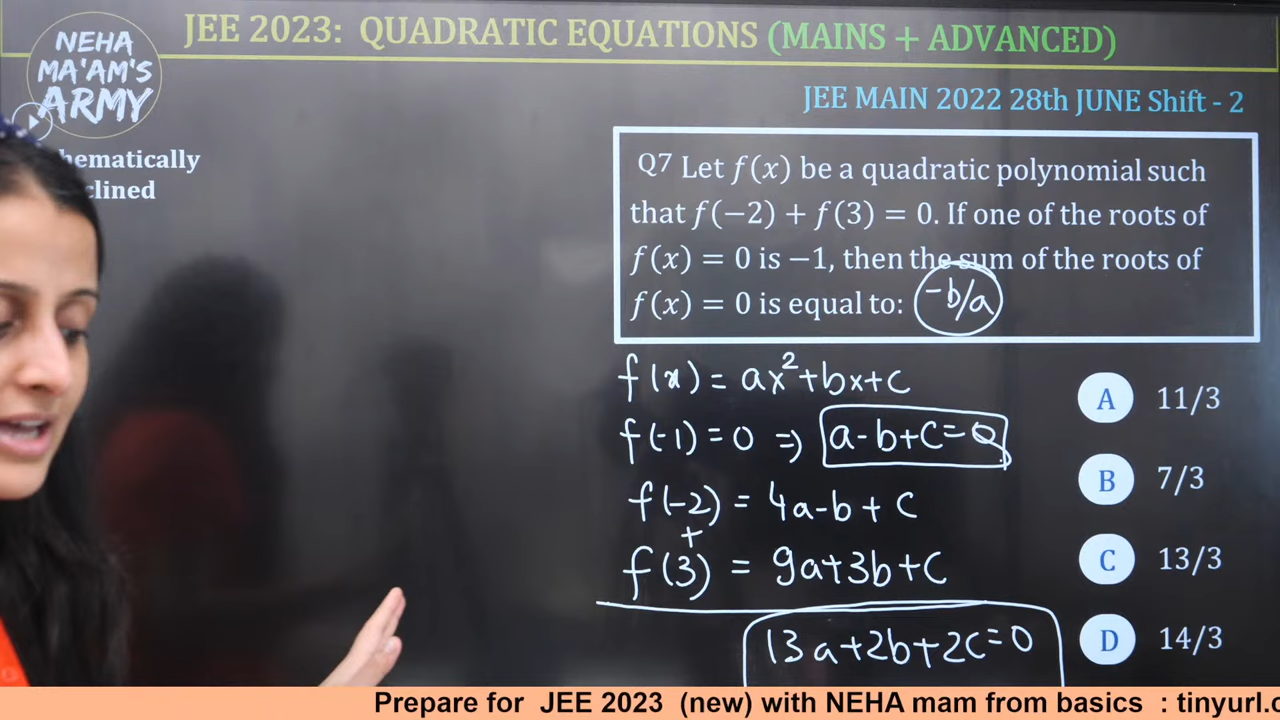 NEHA
MA'AM'S
ARMY
hematically
clined
JEE 2023: QUADRATIC EQUATIONS (MAINS + ADVANCED)
JEE MAIN 2022 28th JUNE Shift - 2
Q7 Let f(x) be a quadratic polynomial such
that f(−2) + f(3) = 0. If one of the roots of
f(x) = 0 is −1, then the sum of the roots of
f(x) = 0 is equal to: -b/a
f(x) = ax²+bx+c
f(-1) = 0 ⇒ a-b+c=0
f(-2) = 4a-b+c
+
f(3) = 9a+3b+c
13a+2b+2c=0
A 11/3
B 7/3
C 13/3
D 14/3
Prepare for JEE 2023 (new) with NEHA mam from basics : tinyurl.c